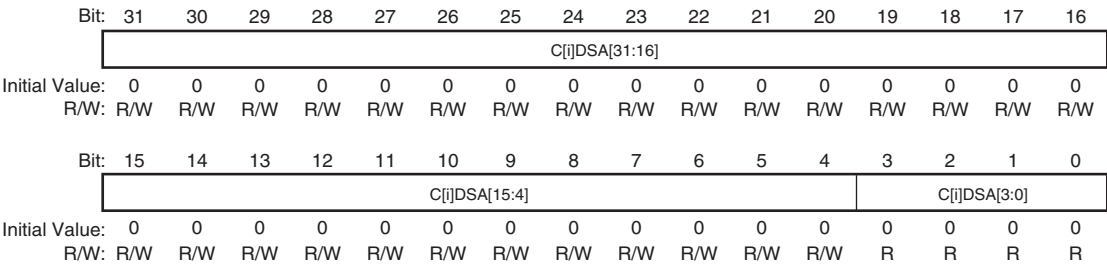 Bit: 31 30 29 28 27 26 25 24 23 22 21 20 19 18 17 16
C[i]DSA[31:16]
Initial Value: 0 0 0 0 0 0 0 0 0 0 0 0 0 0 0 0
R/W: R/W R/W R/W R/W R/W R/W R/W R/W R/W R/W R/W R/W R/W R/W R/W R/W
Bit: 15 14 13 12 11 10 9 8 7 6 5 4 3 2 1 0
C[i]DSA[15:4] C[i]DSA[3:0]
Initial Value: 0 0 0 0 0 0 0 0 0 0 0 0 0 0 0 0
R/W: R/W R/W R/W R/W R/W R/W R/W R/W R/W R/W R/W R/W R R R R